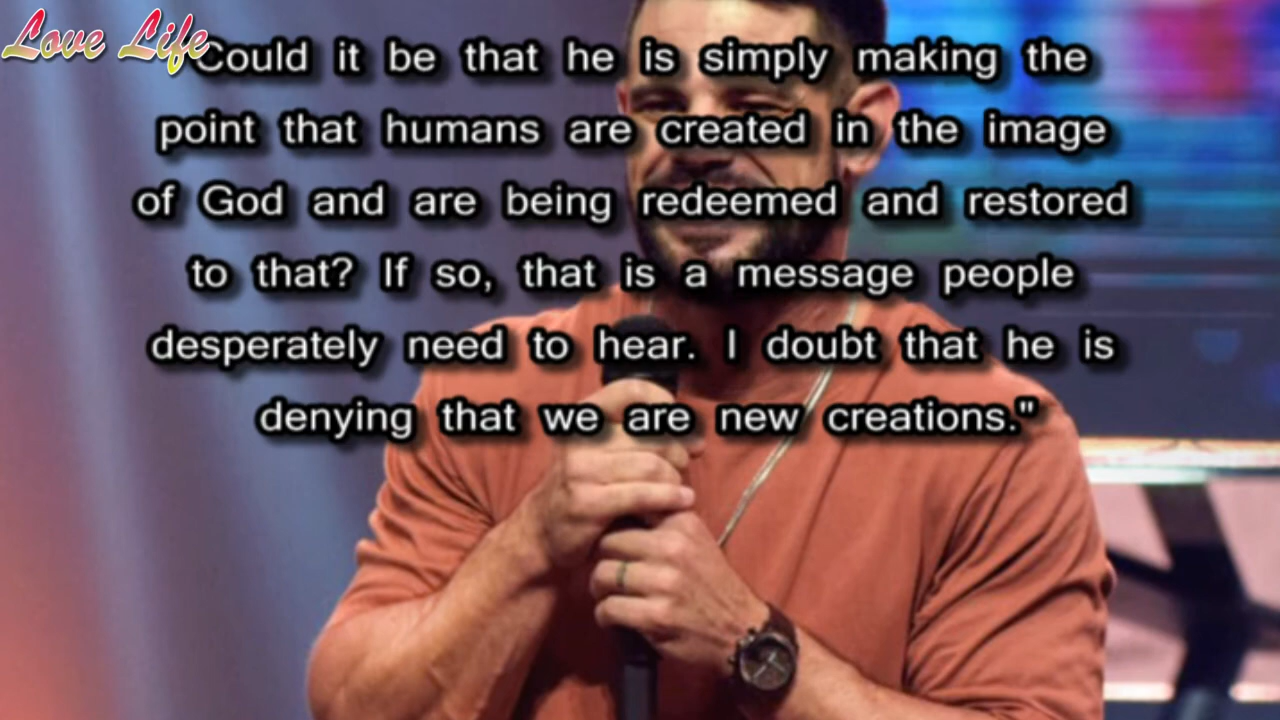 Love Life
"Could it be that he is simply making the
point that humans are created in the image
of God and are being redeemed and restored
to that? If so, that is a message people
desperately need to hear. I doubt that he is
denying that we are new creations."